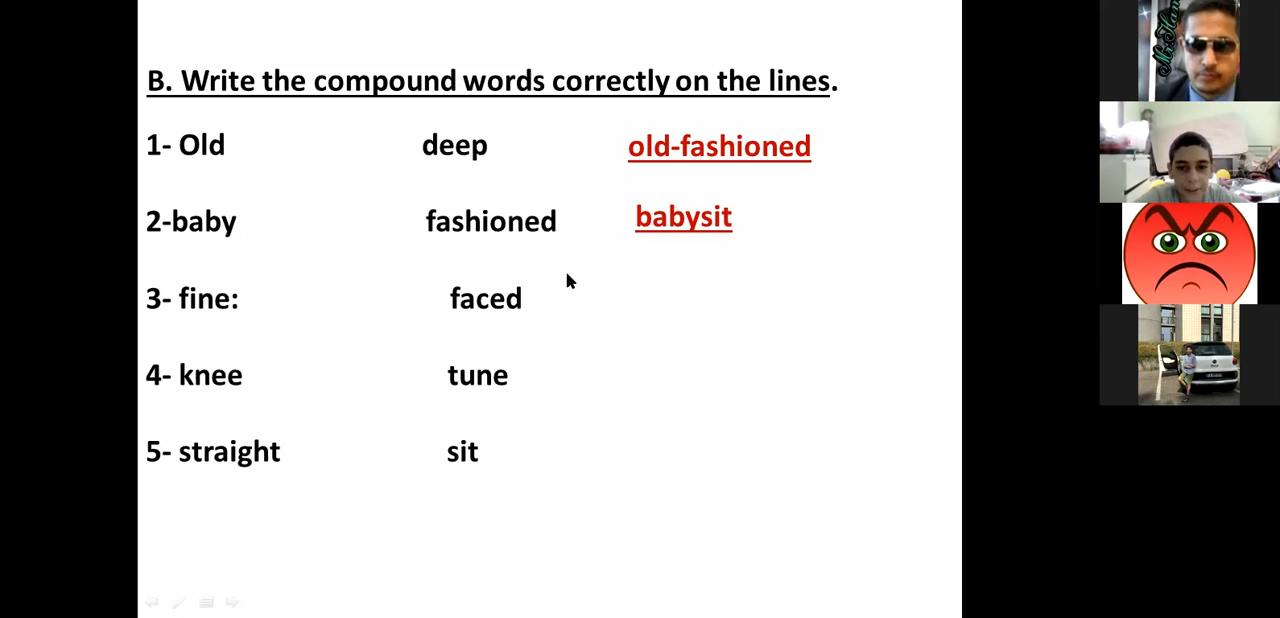 B. Write the compound words correctly on the lines.
1- Old deep old-fashioned
2-baby fashioned babysit
3- fine: faced
4- knee tune
5- straight sit